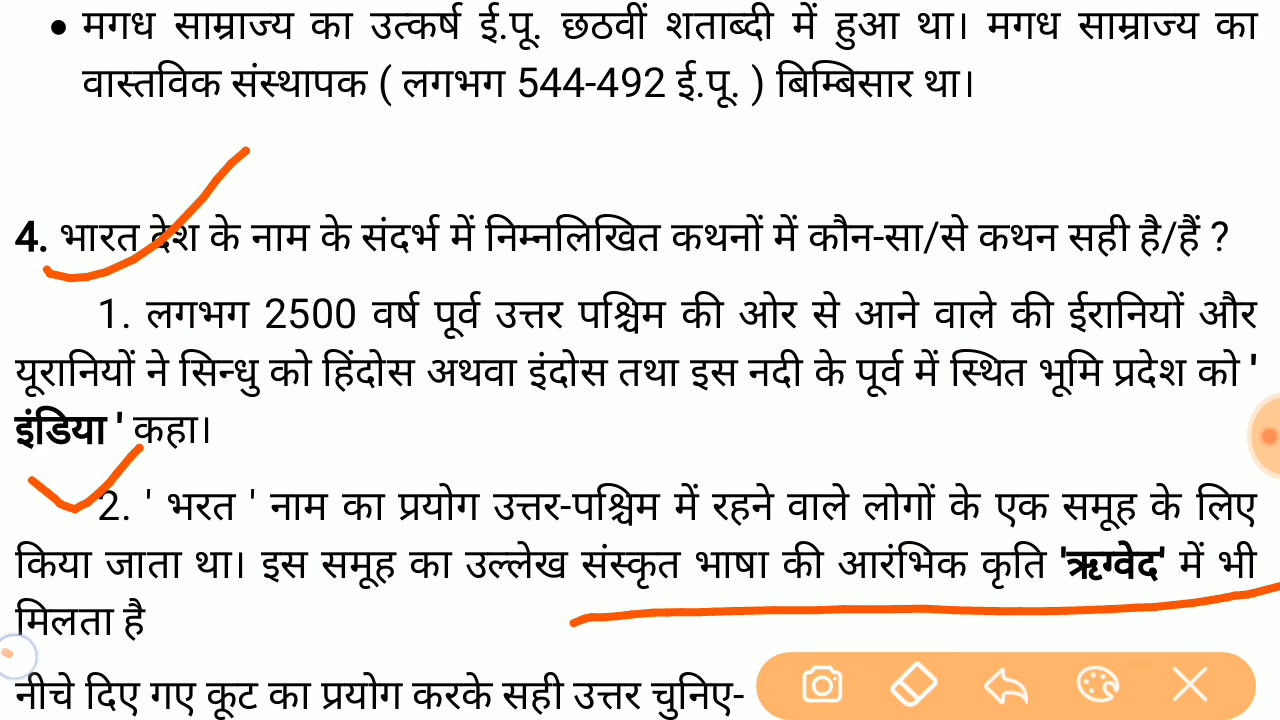 • मगध साम्राज्य का उत्कर्ष ई.पू. छठवीं शताब्दी में हुआ था। मगध साम्राज्य का
वास्तविक संस्थापक ( लगभग 544-492 ई.पू. ) बिम्बिसार था।
4. भारत देश के नाम के संदर्भ में निम्नलिखित कथनों में कौन-सा/से कथन सही है/हैं ?
1. लगभग 2500 वर्ष पूर्व उत्तर पश्चिम की ओर से आने वाले की ईरानियों और
यूरानियों ने सिन्धु को हिंदोस अथवा इंदोस तथा इस नदी के पूर्व में स्थित भूमि प्रदेश को '
इंडिया ' कहा।
2. ' भरत ' नाम का प्रयोग उत्तर-पश्चिम में रहने वाले लोगों के एक समूह के लिए
किया जाता था। इस समूह का उल्लेख संस्कृत भाषा की आरंभिक कृति 'ऋग्वेद' में भी
मिलता है
नीचे दिए गए कूट का प्रयोग करके सही उत्तर चुनिए-